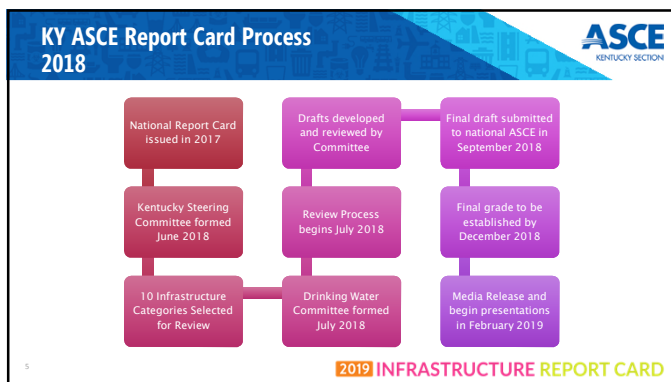 KY ASCE Report Card Process
2018
ASCE
KENTUCKY SECTION
National Report Card
issued in 2017
Kentucky Steering
Committee formed
June 2018
10 Infrastructure
Categories Selected
for Review
Drinking Water
Committee formed
July 2018
Review Process
begins July 2018
Drafts developed
and reviewed by
Committee
Final draft submitted
to national ASCE in
September 2018
Final grade to be
established by
December 2018
Media Release and
begin presentations
in February 2019
5
2019 INFRASTRUCTURE REPORT CARD